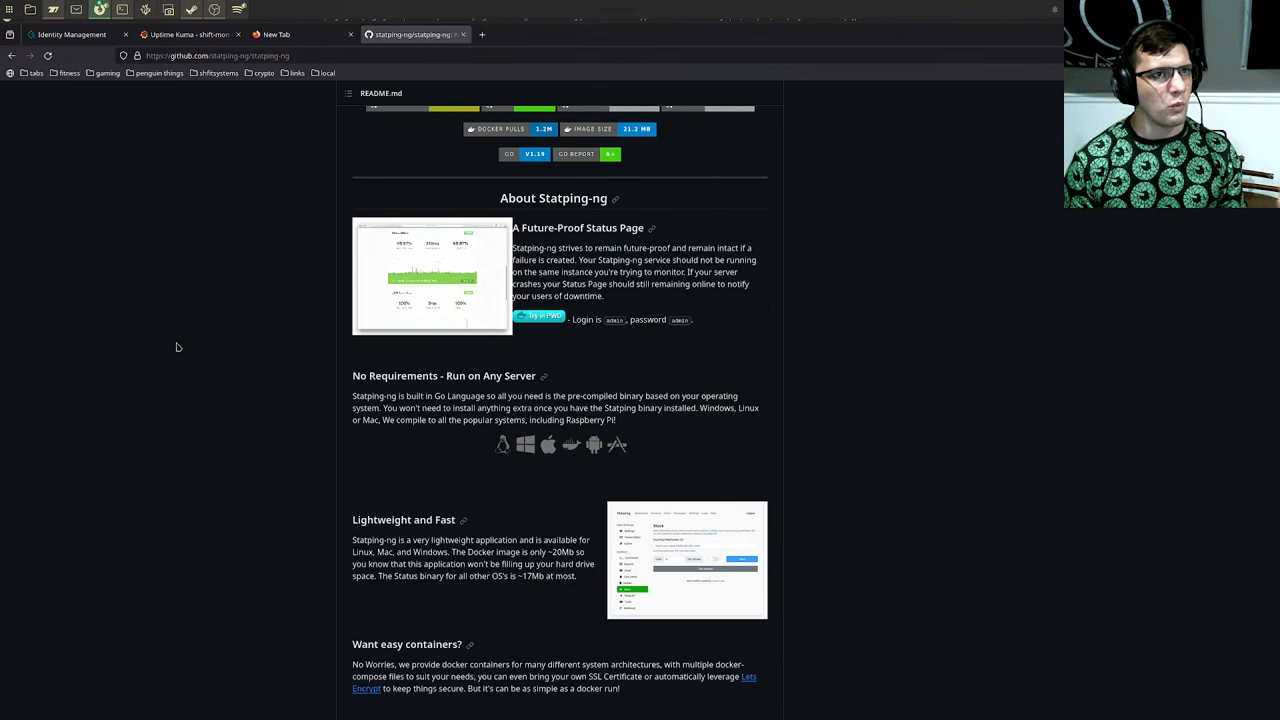 Identity Management
Uptime Kuma - shift-mon
New Tab
statping-ng/statping-ng: A
https://github.com/statping-ng/statping-ng
tabs
fitness
gaming
penguin things
shfitsystems
crypto
links
local
README.md
DOCKER PULLS 1.2M
IMAGE SIZE 21.2 MB
GO V1.19
GO REPORT A+
About Statping-ng
A Future-Proof Status Page
Statping-ng strives to remain future-proof and remain intact if a
failure is created. Your Statping-ng service should not be running
on the same instance you're trying to monitor. If your server
crashes your Status Page should still remaining online to notify
your users of downtime.
Try in PWD - Login is admin, password admin.
No Requirements - Run on Any Server
Statping-ng is built in Go Language so all you need is the pre-compiled binary based on your operating
system. You won't need to install anything extra once you have the Statping binary installed. Windows, Linux
or Mac, We compile to all the popular systems, including Raspberry Pi!
Lightweight and Fast
Statping-ng is a very lightweight application and is available for
Linux, Mac, and Windows. The Docker image is only ~20Mb so
you know that this application won't be filling up your hard drive
space. The Status binary for all other OS's is ~17Mb at most.
Want easy containers?
No Worries, we provide docker containers for many different system architectures, with multiple docker-
compose files to suit your needs, you can even bring your own SSL Certificate or automatically leverage Lets
Encrypt to keep things secure. But it's can be as simple as a docker run!